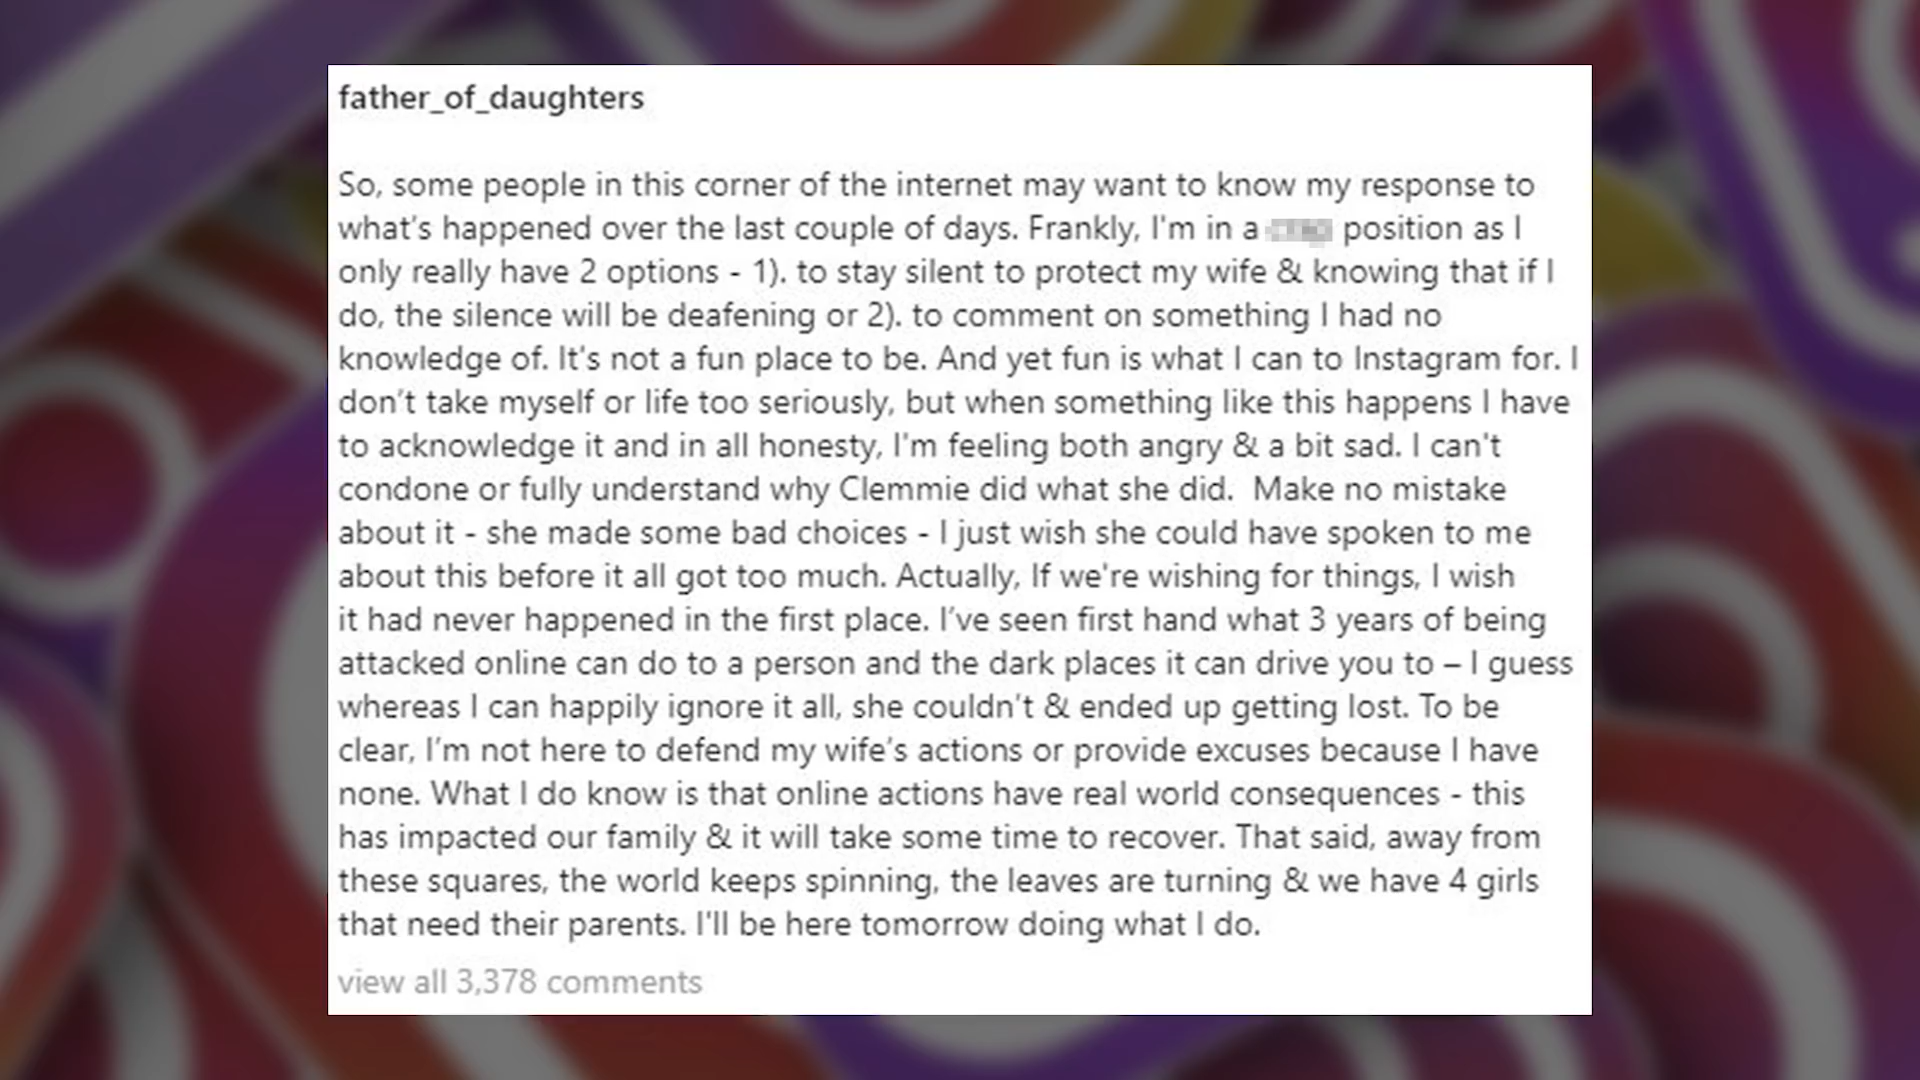 father_of_daughters
So, some people in this corner of the internet may want to know my response to
what's happened over the last couple of days. Frankly, I'm in a position as I
only really have 2 options - 1). to stay silent to protect my wife & knowing that if I
do, the silence will be deafening or 2). to comment on something I had no
knowledge of. It's not a fun place to be. And yet fun is what I can to Instagram for. I
don't take myself or life too seriously, but when something like this happens I have
to acknowledge it and in all honesty, I'm feeling both angry & a bit sad. I can't
condone or fully understand why Clemmie did what she did.  Make no mistake
about it - she made some bad choices - I just wish she could have spoken to me
about this before it all got too much. Actually, If we're wishing for things, I wish
it had never happened in the first place. I've seen first hand what 3 years of being
attacked online can do to a person and the dark places it can drive you to – I guess
whereas I can happily ignore it all, she couldn't & ended up getting lost. To be
clear, I'm not here to defend my wife's actions or provide excuses because I have
none. What I do know is that online actions have real world consequences - this
has impacted our family & it will take some time to recover. That said, away from
these squares, the world keeps spinning, the leaves are turning & we have 4 girls
that need their parents. I'll be here tomorrow doing what I do.
view all 3,378 comments